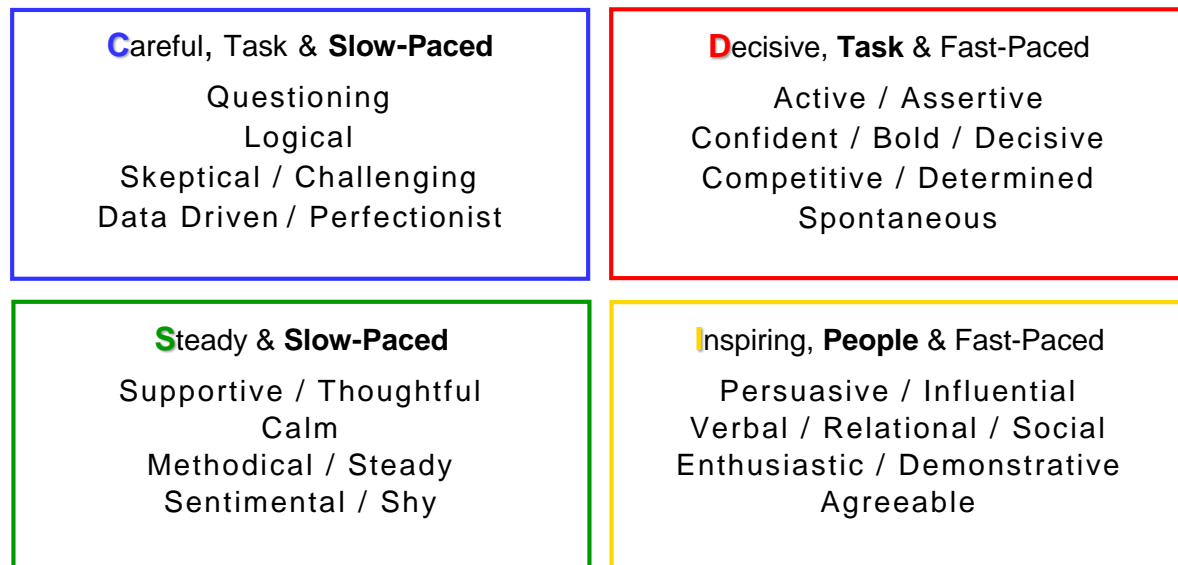 Careful, Task & Slow-Paced
Questioning
Logical
Skeptical / Challenging
Data Driven / Perfectionist
Decisive, Task & Fast-Paced
Active / Assertive
Confident / Bold / Decisive
Competitive / Determined
Spontaneous
Steady & Slow-Paced
Supportive / Thoughtful
Calm
Methodical / Steady
Sentimental / Shy
Inspiring, People & Fast-Paced
Persuasive / Influential
Verbal / Relational / Social
Enthusiastic / Demonstrative
Agreeable